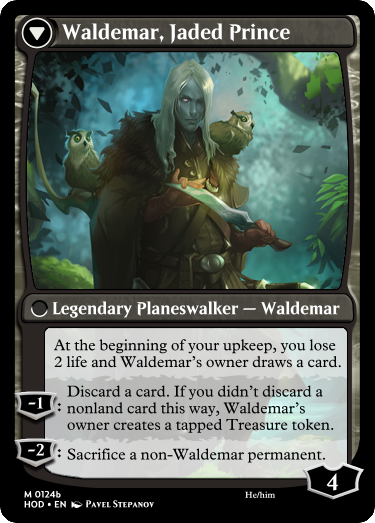 Waldemar, Jaded Prince
Legendary Planeswalker — Waldemar
At the beginning of your upkeep, you lose
2 life and Waldemar's owner draws a card.
-1: Discard a card. If you didn't discard a
nonland card this way, Waldemar's
owner creates a tapped Treasure token.
-2: Sacrifice a non-Waldemar permanent.
4
M 0124b
He/him
HOD • EN Pavel Stepanov